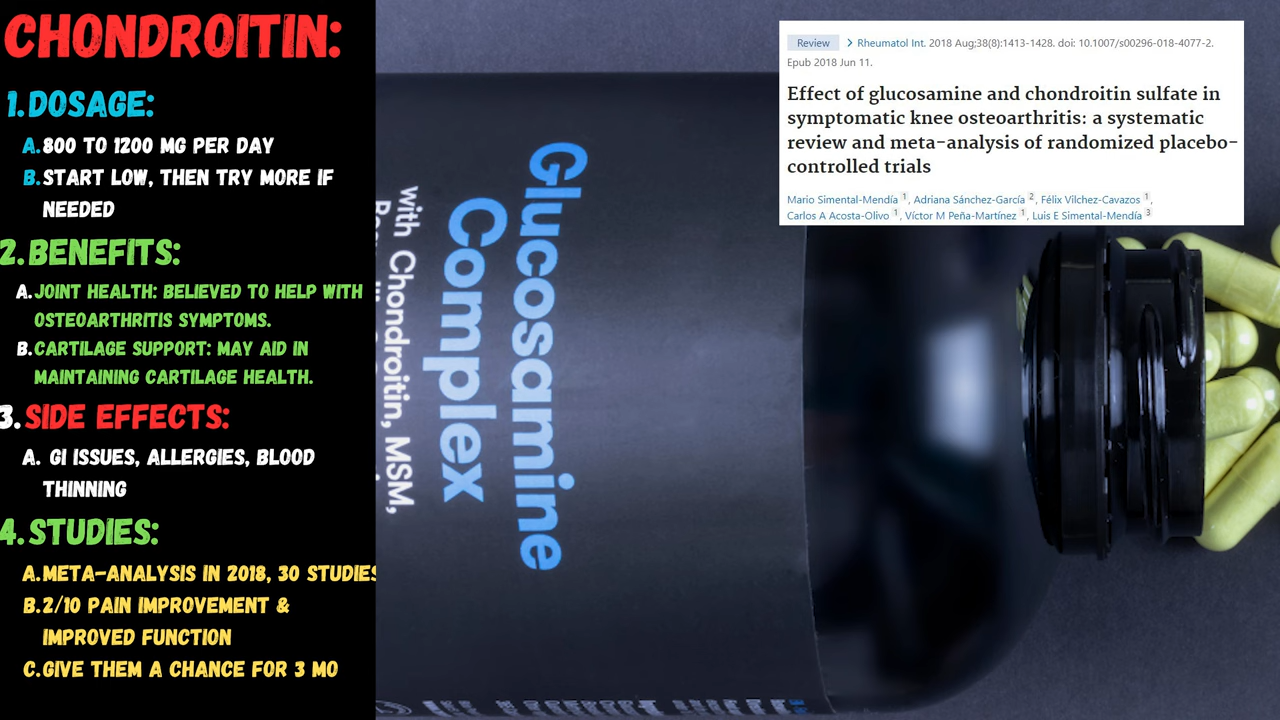 CHONDROITIN:
1. DOSAGE:
A. 800 TO 1200 MG PER DAY
B. START LOW, THEN TRY MORE IF
NEEDED
2. BENEFITS:
A. JOINT HEALTH: BELIEVED TO HELP WITH
OSTEOARTHRITIS SYMPTOMS.
B. CARTILAGE SUPPORT: MAY AID IN
MAINTAINING CARTILAGE HEALTH.
3. SIDE EFFECTS:
A. GI ISSUES, ALLERGIES, BLOOD
THINNING
4. STUDIES:
A. META-ANALYSIS IN 2018, 30 STUDIES
B. 2/10 PAIN IMPROVEMENT &
IMPROVED FUNCTION
C. GIVE THEM A CHANCE FOR 3 MO
Review > Rheumatol Int. 2018 Aug;38(8):1413-1428. doi: 10.1007/s00296-018-4077-2.
Epub 2018 Jun 11.
Effect of glucosamine and chondroitin sulfate in
symptomatic knee osteoarthritis: a systematic
review and meta-analysis of randomized placebo-
controlled trials
Mario Simental-Mendía 1, Adriana Sánchez-García 2, Félix Vilchez-Cavazos 1,
Carlos A Acosta-Olivo 1, Víctor M Peña-Martínez 1, Luis E Simental-Mendía 3
Glucosamine
Complex
with Chondroitin, MSM,